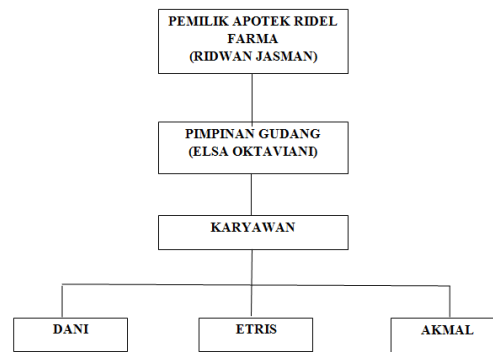 PEMILIK APOTEK RIDEL
FARMA
(RIDWAN JASMAN)
PIMPINAN GUDANG
(ELSA OKTAVIANI)
KARYAWAN
DANI
ETRIS
AKMAL